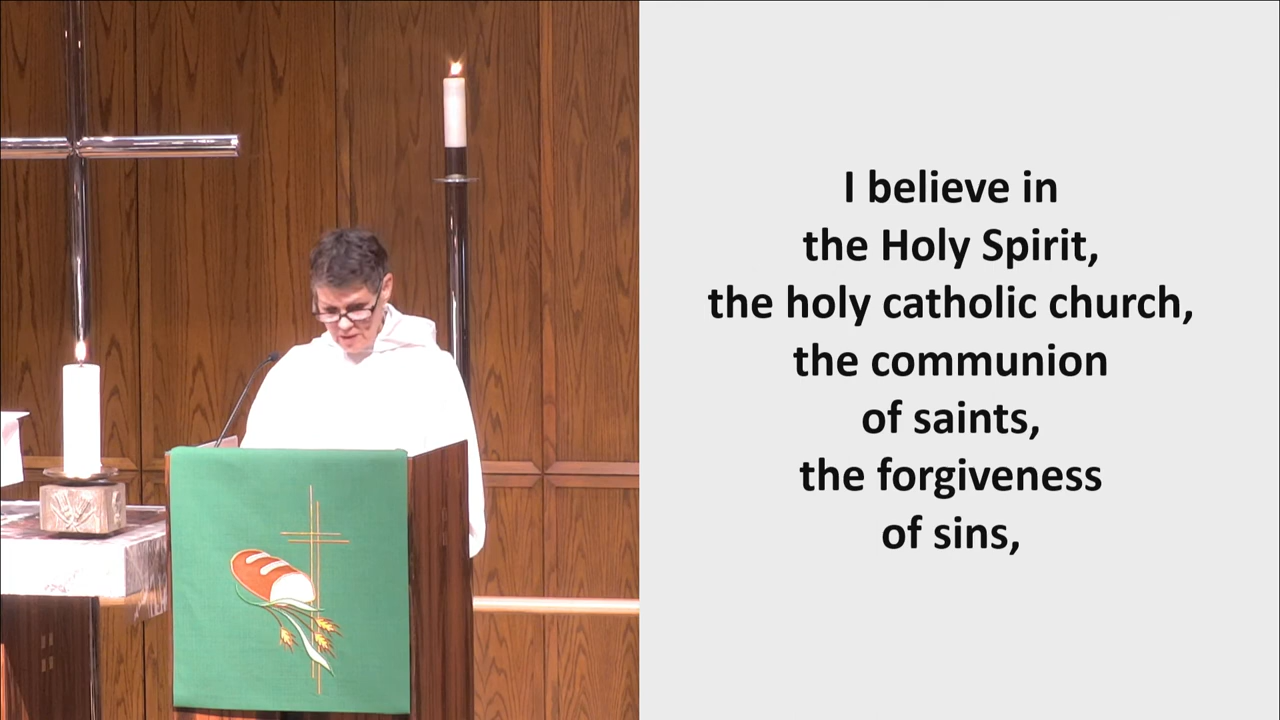 I believe in
the Holy Spirit,
the holy catholic church,
the communion
of saints,
the forgiveness
of sins,